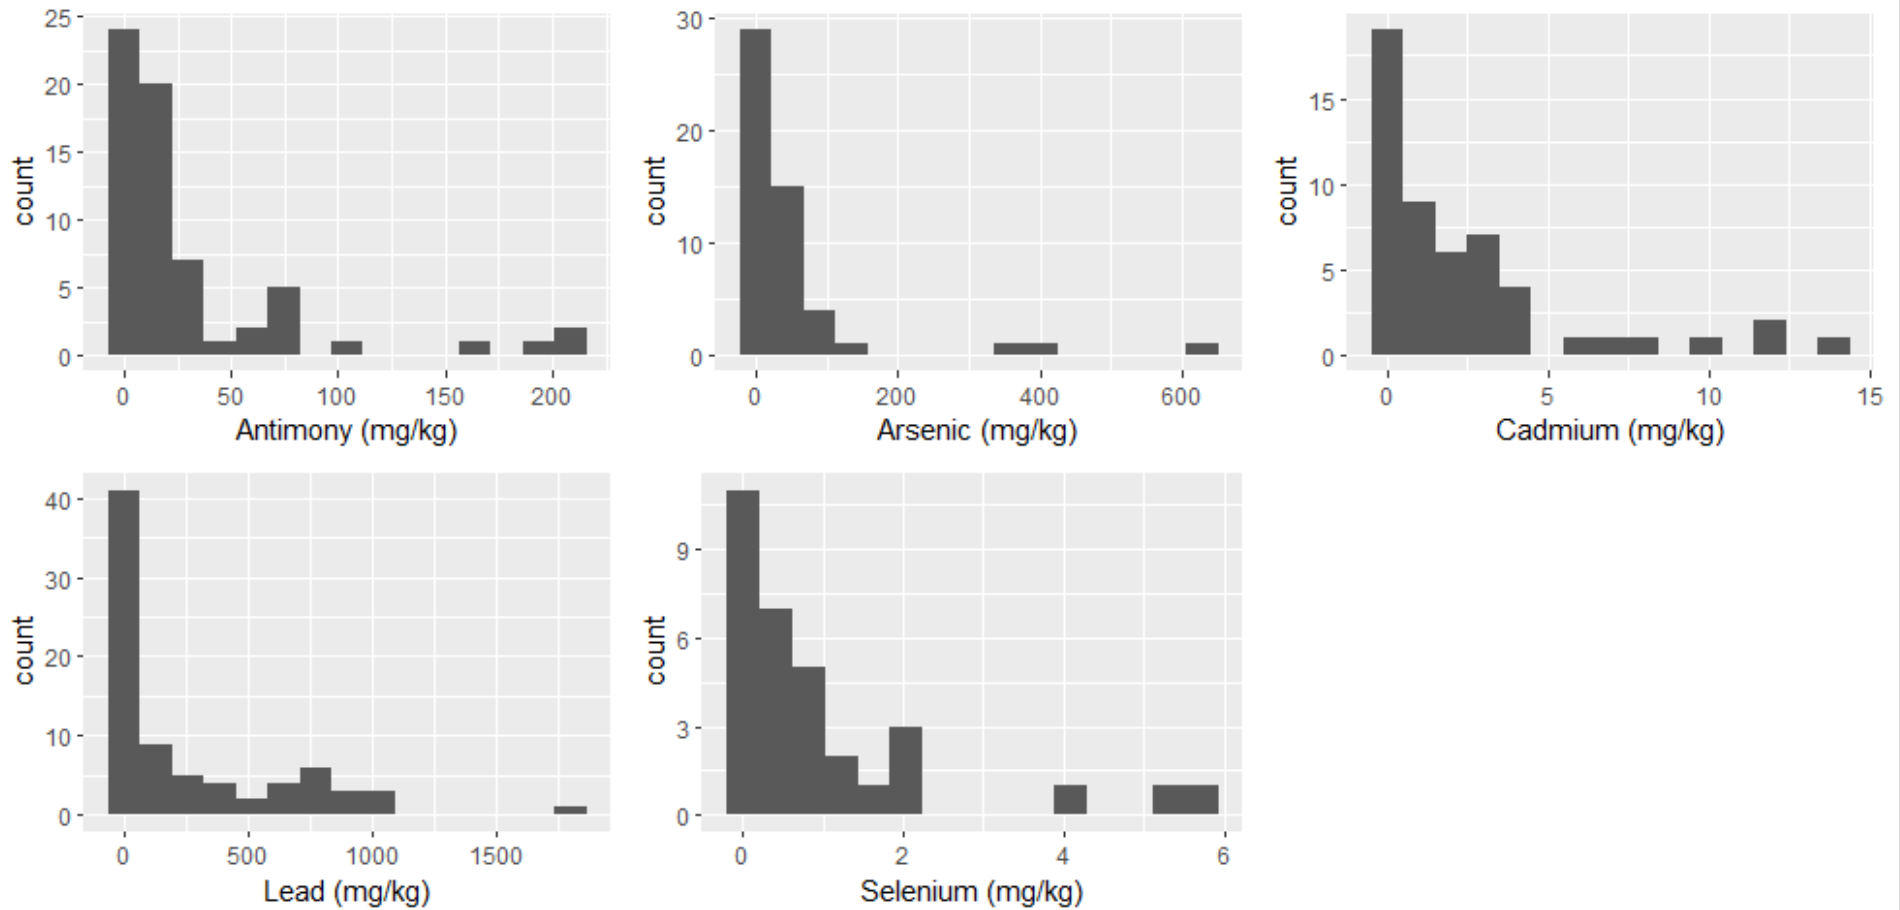 25
20
15
10
5
0
count
0 50 100 150 200
Antimony (mg/kg)
30
20
10
0
count
0 200 400 600
Arsenic (mg/kg)
15
10
5
0
count
0 5 10 15
Cadmium (mg/kg)
40
30
20
10
0
count
0 500 1000 1500
Lead (mg/kg)
9
6
3
0
count
0 2 4 6
Selenium (mg/kg)